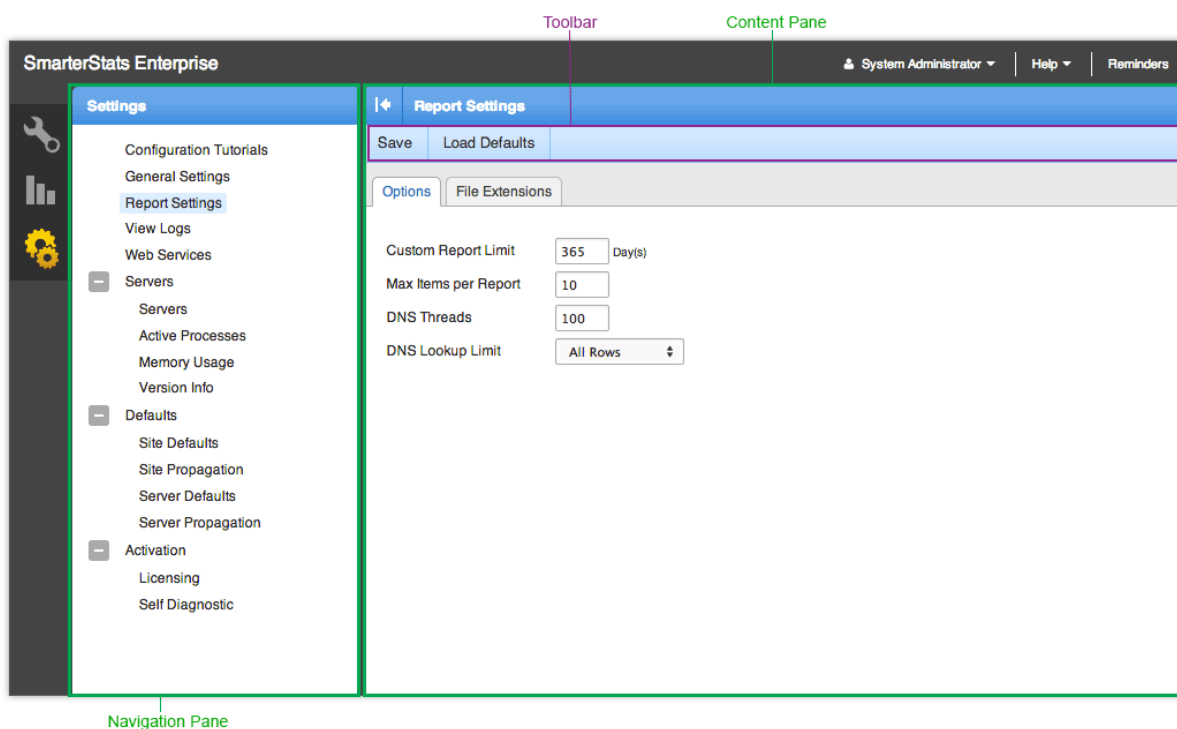 Toolbar
Content Pane
SmarterStats Enterprise
System Administrator
Help
Reminders
Settings
Configuration Tutorials
General Settings
Report Settings
View Logs
Web Services
Servers
Servers
Active Processes
Memory Usage
Version Info
Defaults
Site Defaults
Site Propagation
Server Defaults
Server Propagation
Activation
Licensing
Self Diagnostic
Report Settings
Save
Load Defaults
Options
File Extensions
Custom Report Limit 365 Day(s)
Max Items per Report 10
DNS Threads 100
DNS Lookup Limit All Rows
Navigation Pane